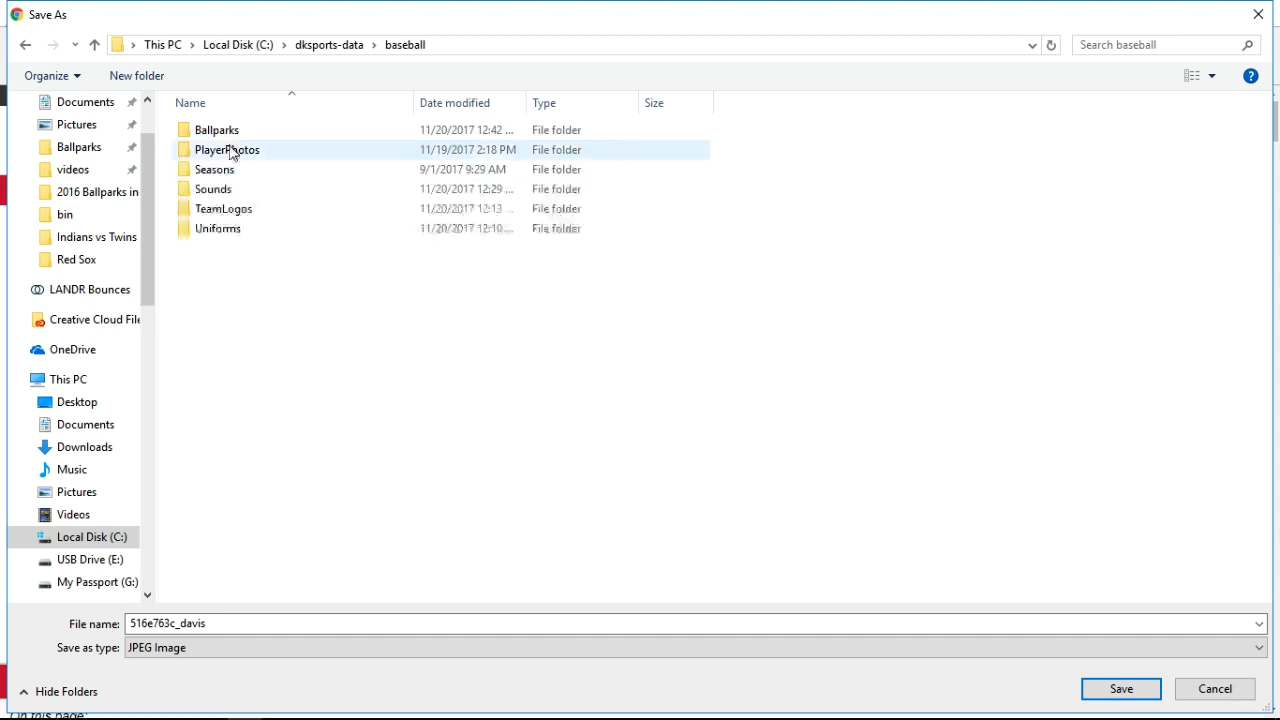 Save As
This PC > Local Disk (C:) > dksports-data > baseball
Search baseball
Organize
New folder
Documents
Pictures
Ballparks
videos
2016 Ballparks in
bin
Indians vs Twins
Red Sox
LANDR Bounces
Creative Cloud File
OneDrive
This PC
Desktop
Documents
Downloads
Music
Pictures
Videos
Local Disk (C:)
USB Drive (E:)
My Passport (G:)
Name Date modified Type Size
Ballparks 11/20/2017 12:42 ... File folder
PlayerPhotos 11/19/2017 2:18 PM File folder
Seasons 9/1/2017 9:29 AM File folder
Sounds 11/20/2017 12:29 ... File folder
TeamLogos 11/20/2017 12:13 ... File folder
Uniforms 11/20/2017 12:10 ... File folder
File name: 516e763c_davis
Save as type: JPEG Image
Hide Folders
Save
Cancel
On this page: